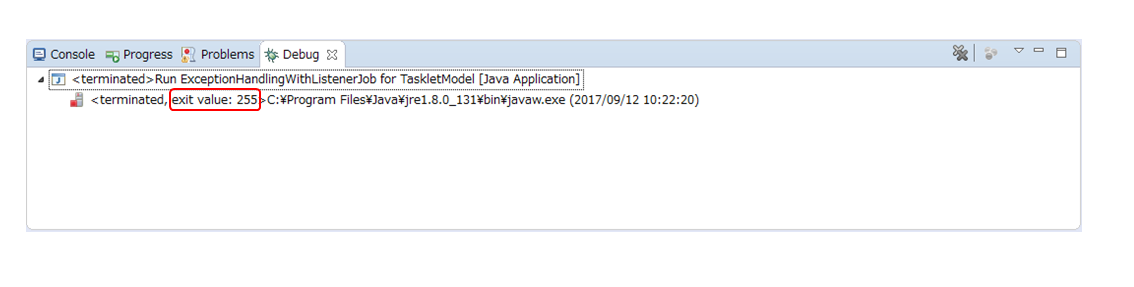 Console Progress Problems Debug
<terminated>Run ExceptionHandlingWithListenerJob for TaskletModel [Java Application]
<terminated, exit value: 255>C:¥Program Files¥Java¥jre1.8.0_131¥bin¥javaw.exe (2017/09/12 10:22:20)